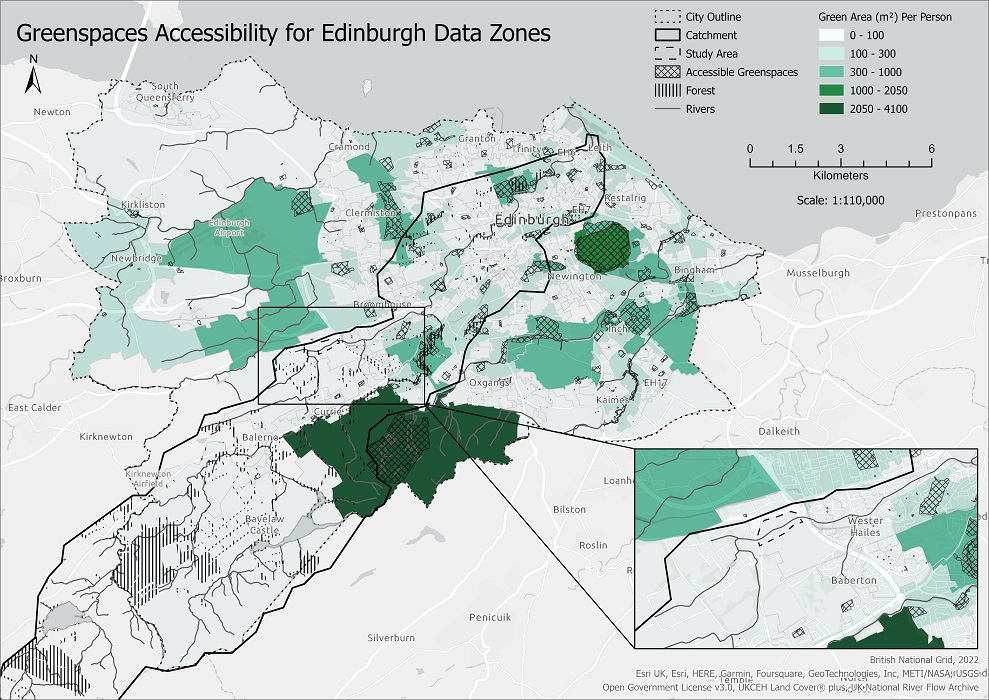 Greenspaces Accessibility for Edinburgh Data Zones
N
City Outline
Catchment
Study Area
Accessible Greenspaces
Forest
Rivers
Green Area (m²) Per Person
0 - 100
100 - 300
300 - 1000
1000 - 2050
2050 - 4100
0 1.5 3 6
Kilometers
Scale: 1:110,000
South
Queensferry
Newton
Cramond
Granton
Trinity
Leith
Kirkliston
Clermiston
Restalrig
EH7
Edinburgh
Edinburgh
Airport
Prestonpans
Newbridge
Broxburn
Newington
Bingham
Musselburgh
Broomhouse
Inch
Oxgangs
EH17
Kaimes
East Calder
Currie
Kirknewton
Balerno
Dalkeith
Kirknewton
Airfield
Loanh
Bilston
Bavelaw
Castle
Roslin
Wester
Hailes
Baberton
Penicuik
Silverburn
British National Grid, 2022
Esri UK, Esri, HERE, Garmin, Foursquare, GeoTechnologies, Inc, METI/NASA, USGS
Open Government License v3.0, UKCEH Land Cover® plus, UK National River Flow Archive